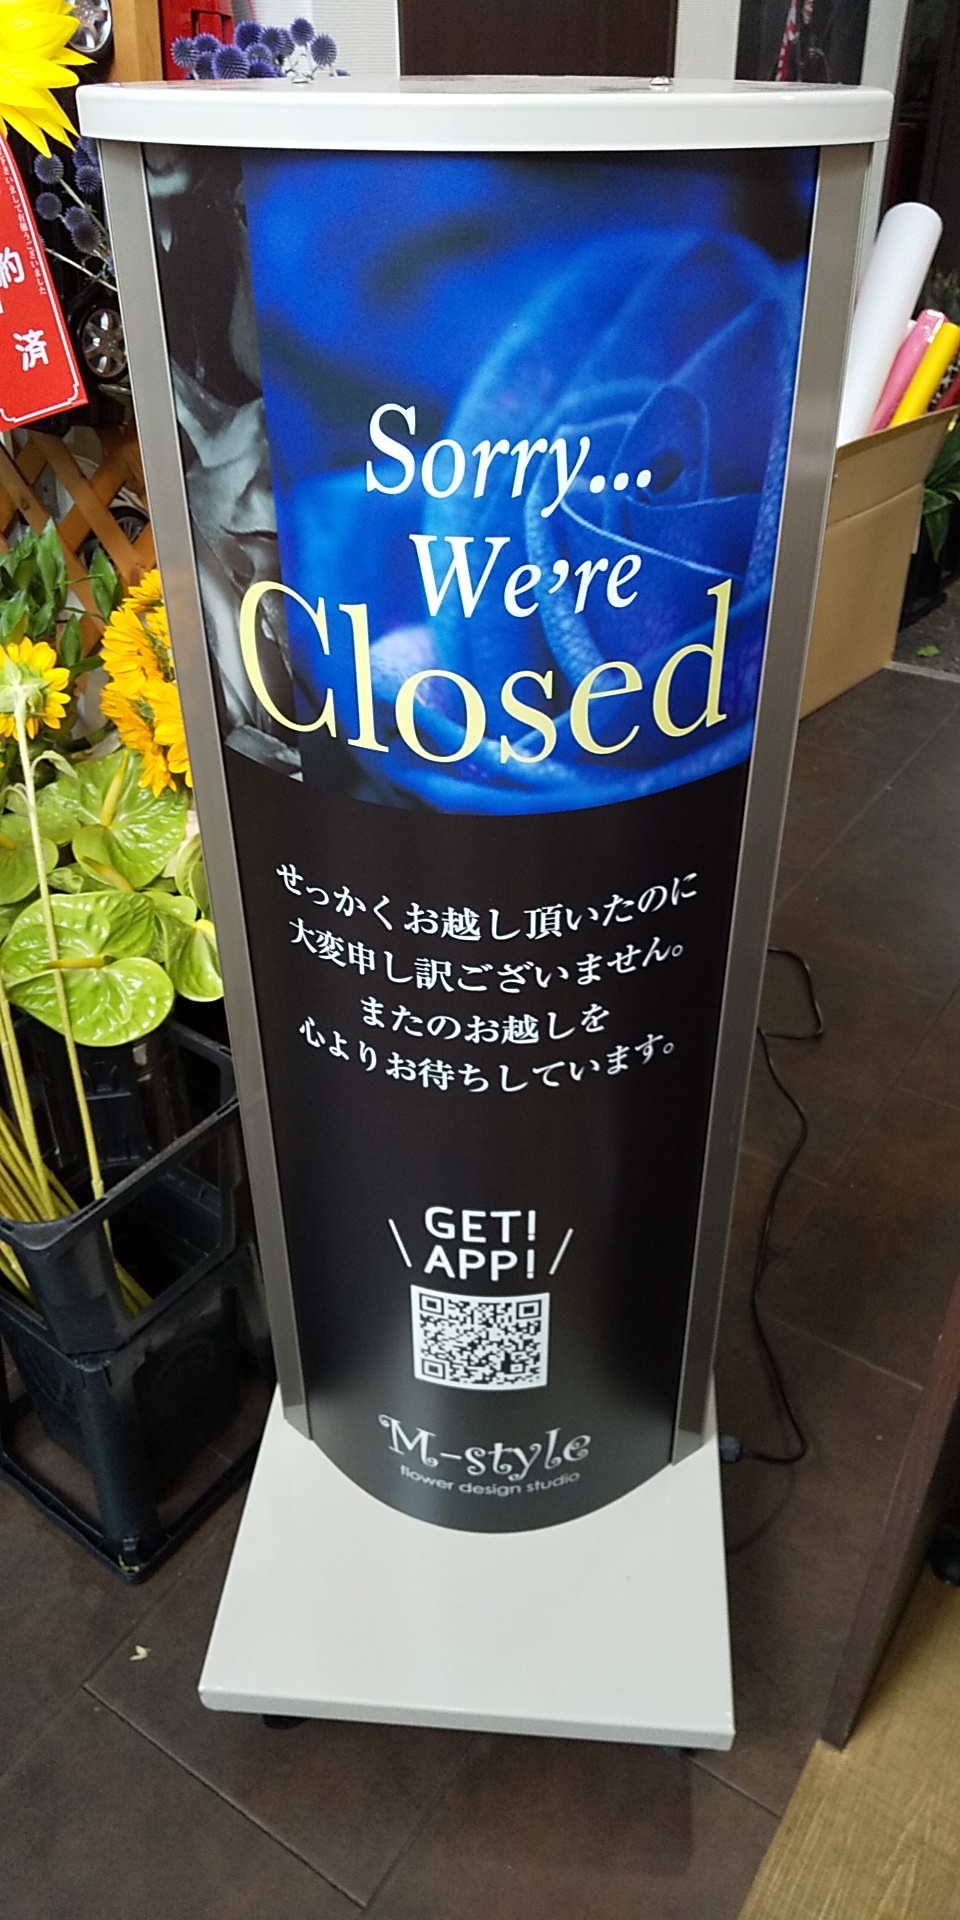 Sorry...
We're
Closed
せっかくお越し頂いたのに
大変申し訳ございません。
またのお越しを
心よりお待ちしています。
\ GET! /
APP!
M-style
flower design studio
済